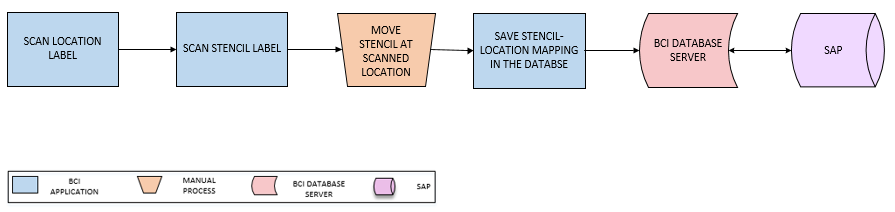 SCAN LOCATION
LABEL
SCAN STENCIL LABEL
MOVE
STENCIL AT
SCANNED
LOCATION
SAVE STENCIL-
LOCATION MAPPING
IN THE DATABSE
BCI DATABASE
SERVER
SAP
BCI
APPLICATION
MANUAL
PROCESS
BCI DATABASE
SERVER
SAP